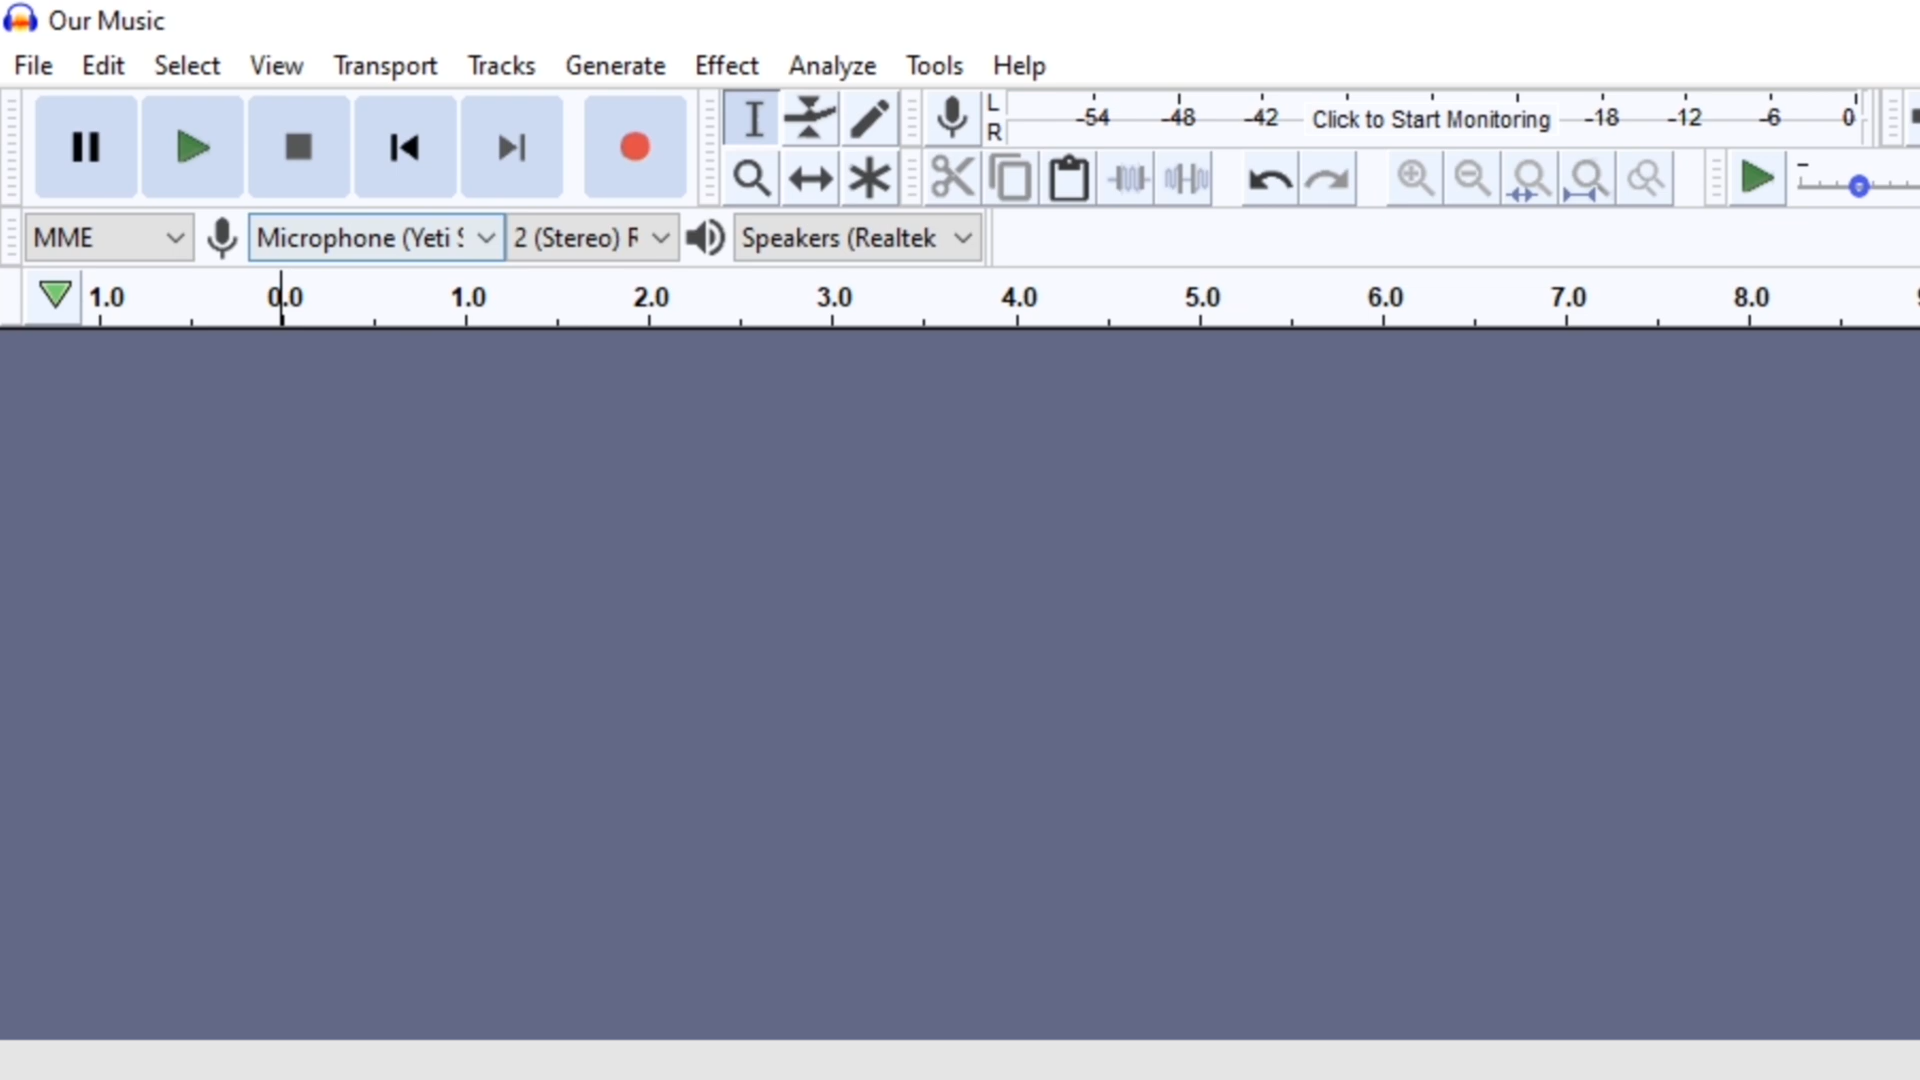 Our Music
File Edit Select View Transport Tracks Generate Effect Analyze Tools Help
L -54 -48 -42 Click to Start Monitoring -18 -12 -6 0
R
MME Microphone (Yeti 2 (Stereo) Speakers (Realtek
1.0 0.0 1.0 2.0 3.0 4.0 5.0 6.0 7.0 8.0